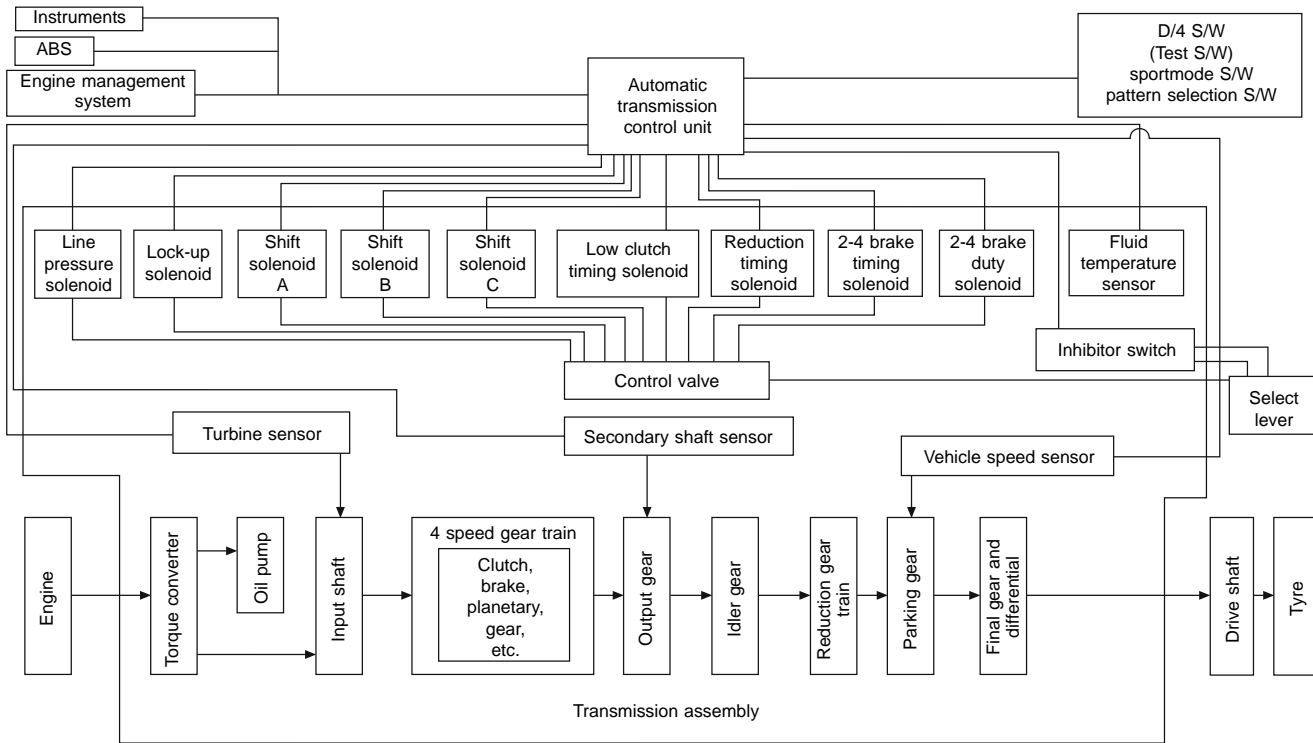 Instruments
ABS
Engine management
system
Automatic
transmission
control unit
D/4 S/W
(Test S/W)
sportmode S/W
pattern selection S/W
Line
pressure
solenoid
Lock-up
solenoid
Shift
solenoid
A
Shift
solenoid
B
Shift
solenoid
C
Low clutch
timing solenoid
Reduction
timing
solenoid
2-4 brake
timing
solenoid
2-4 brake
duty
solenoid
Fluid
temperature
sensor
Inhibitor switch
Control valve
Select
lever
Turbine sensor
Secondary shaft sensor
Vehicle speed sensor
Engine
Torque converter
Oil pump
Input shaft
4 speed gear train
Clutch,
brake,
planetary,
gear,
etc.
Output gear
Idler gear
Reduction gear
train
Parking gear
Final gear and
differential
Drive shaft
Tyre
Transmission assembly